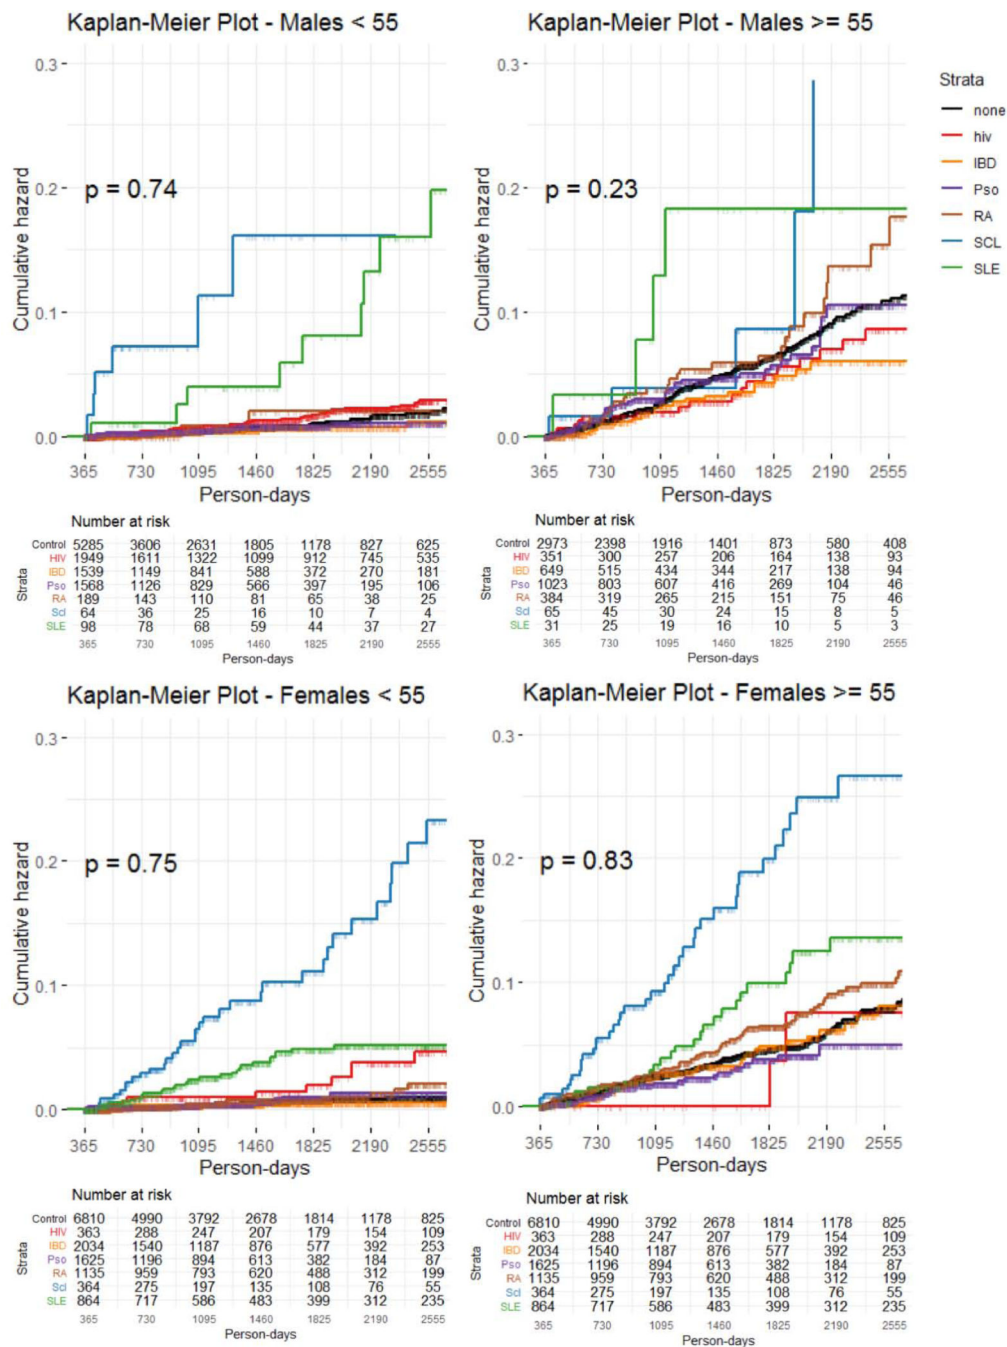 Kaplan-Meier Plot - Males < 55
0.3
0.2
0.1
0.0
Cumulative hazard
p = 0.74
365 730 1095 1460 1825 2190 2555
Person-days
Number at risk
Strata
Control 5285 3606 2631 1805 1178 827 625
HIV 1949 1611 1322 1099 912 745 535
IBD 1539 1149 841 588 372 270 181
Pso 1568 1126 829 566 397 195 106
RA 189 143 110 81 65 38 25
Scl 64 36 25 16 10 7 4
SLE 98 78 68 59 44 37 27
365 730 1095 1460 1825 2190 2555
Person-days
Kaplan-Meier Plot - Males >= 55
0.3
0.2
0.1
0.0
Cumulative hazard
p = 0.23
365 730 1095 1460 1825 2190 2555
Person-days
Number at risk
Strata
Control 2973 2398 1916 1401 873 580 408
HIV 351 300 257 206 164 138 93
IBD 649 515 434 344 217 138 94
Pso 1023 803 607 416 269 104 46
RA 384 319 265 215 151 75 46
Scl 65 45 30 24 15 8 5
SLE 31 25 19 16 10 5 3
365 730 1095 1460 1825 2190 2555
Person-days
Strata
none
hiv
IBD
Pso
RA
SCL
SLE
Kaplan-Meier Plot - Females < 55
0.3
0.2
0.1
0.0
Cumulative hazard
p = 0.75
365 730 1095 1460 1825 2190 2555
Person-days
Number at risk
Strata
Control 6810 4990 3792 2678 1814 1178 825
HIV 363 288 247 207 179 154 109
IBD 2034 1540 1187 876 577 392 253
Pso 1625 1196 894 613 382 184 87
RA 1135 959 793 620 488 312 199
Scl 364 275 197 135 108 76 55
SLE 864 717 586 483 399 312 235
365 730 1095 1460 1825 2190 2555
Person-days
Kaplan-Meier Plot - Females >= 55
0.3
0.2
0.1
0.0
Cumulative hazard
p = 0.83
365 730 1095 1460 1825 2190 2555
Person-days
Number at risk
Strata
Control 6810 4990 3792 2678 1814 1178 825
HIV 363 288 247 207 179 154 109
IBD 2034 1540 1187 876 577 392 253
Pso 1625 1196 894 613 382 184 87
RA 1135 959 793 620 488 312 199
Scl 364 275 197 135 108 76 55
SLE 864 717 586 483 399 312 235
365 730 1095 1460 1825 2190 2555
Person-days